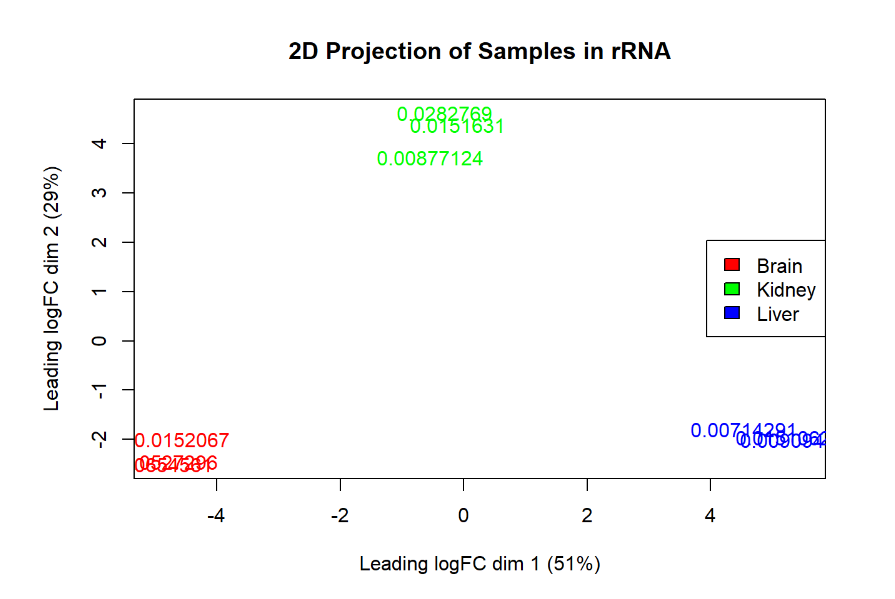 2D Projection of Samples in rRNA
0.0282769
0.0151631
0.00877124
4
3
2
1
0
-1
-2
Leading logFC dim 2 (29%)
Brain
Kidney
Liver
0.0152067
0.00714291
-4
-2
0
2
4
Leading logFC dim 1 (51%)